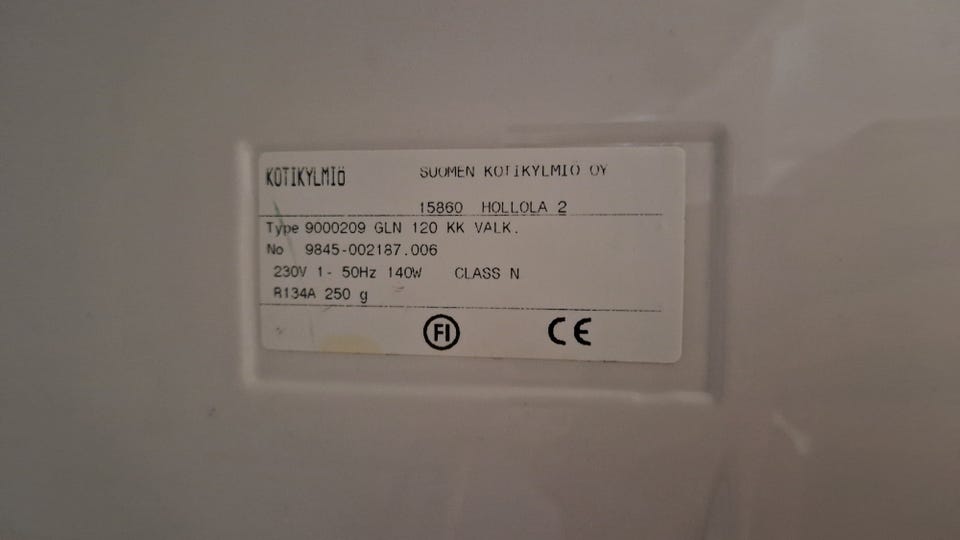 KOTIKYLMIÖ SUOMEN KOTIKYLMIÖ OY
15860 HOLLOLA 2
Type 9000209 GLN 120 KK VALK.
No 9845-002187.006
230V 1- 50Hz 140W CLASS N
R134A 250 g
FI CE